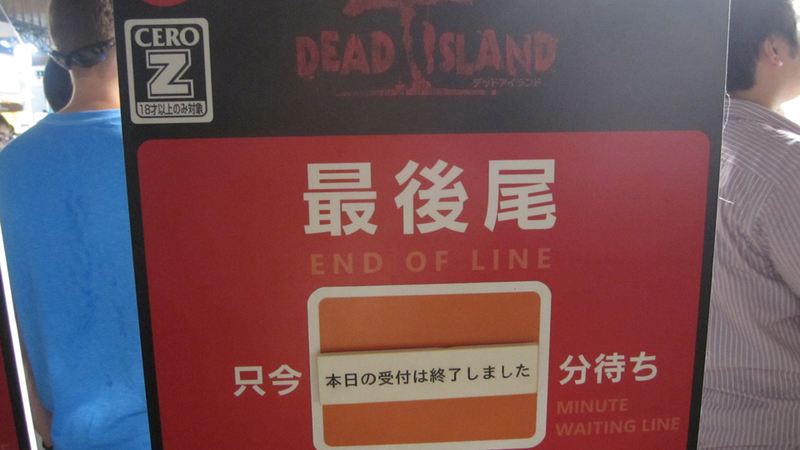 CERO
Z
18才以上のみ対象
DEAD ISLAND
デッドアイランド
最後尾
END OF LINE
只今
本日の受付は終了しました
分待ち
MINUTE
WAITING LINE